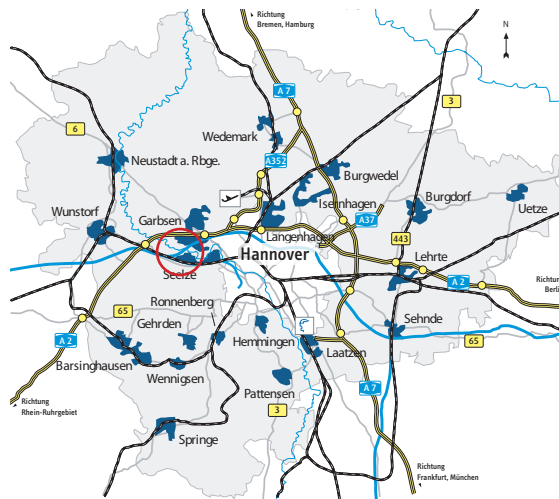 Richtung
Bremen, Hamburg
N
A 7
3
6
Wedemark
A352
Neustadt a. Rbge.
Burgwedel
Isernhagen
Burgdorf
Uetze
Garbsen
A37
Wunstorf
Langenhagen
443
Hannover
Lehrte
Seelze
A 2
Richtung
Berli
Ronnenberg
65
Gehrden
Hemmingen
Sehnde
A 2
Laatzen
65
Barsinghausen
Wennigsen
Pattensen
A 7
3
Richtung
Rhein-Ruhrgebiet
Springe
Richtung
Frankfurt, München